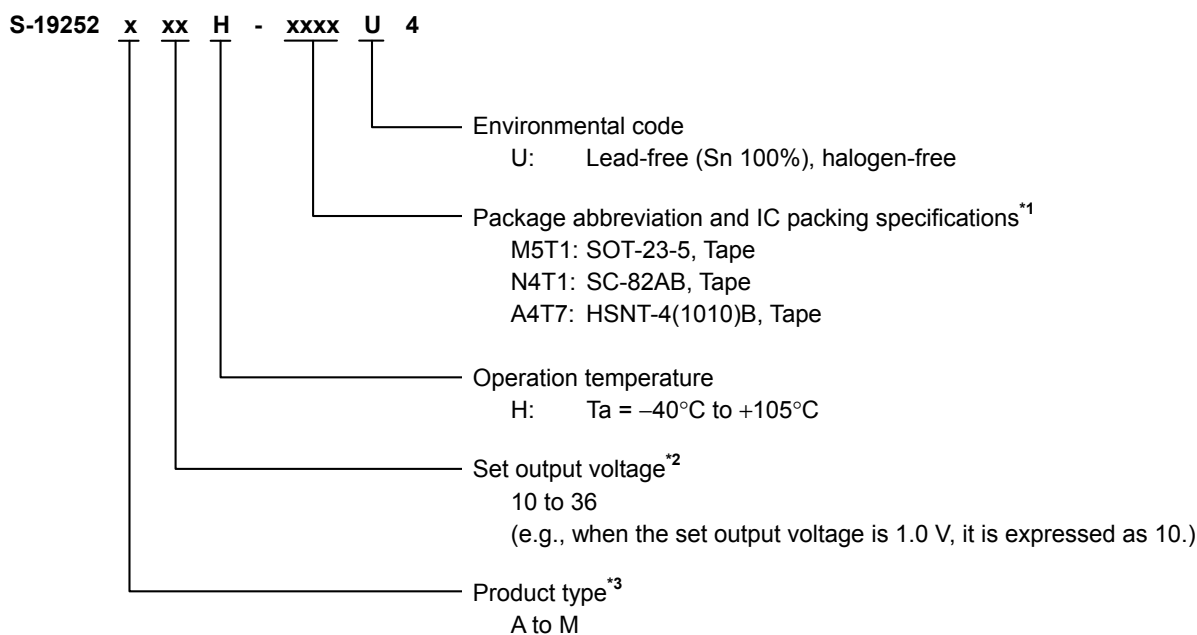 S-19252 x xx H - xxxx U 4
Environmental code
U: Lead-free (Sn 100%), halogen-free
Package abbreviation and IC packing specifications*1
M5T1: SOT-23-5, Tape
N4T1: SC-82AB, Tape
A4T7: HSNT-4(1010)B, Tape
Operation temperature
H: Ta = −40°C to +105°C
Set output voltage*2
10 to 36
(e.g., when the set output voltage is 1.0 V, it is expressed as 10.)
Product type*3
A to M